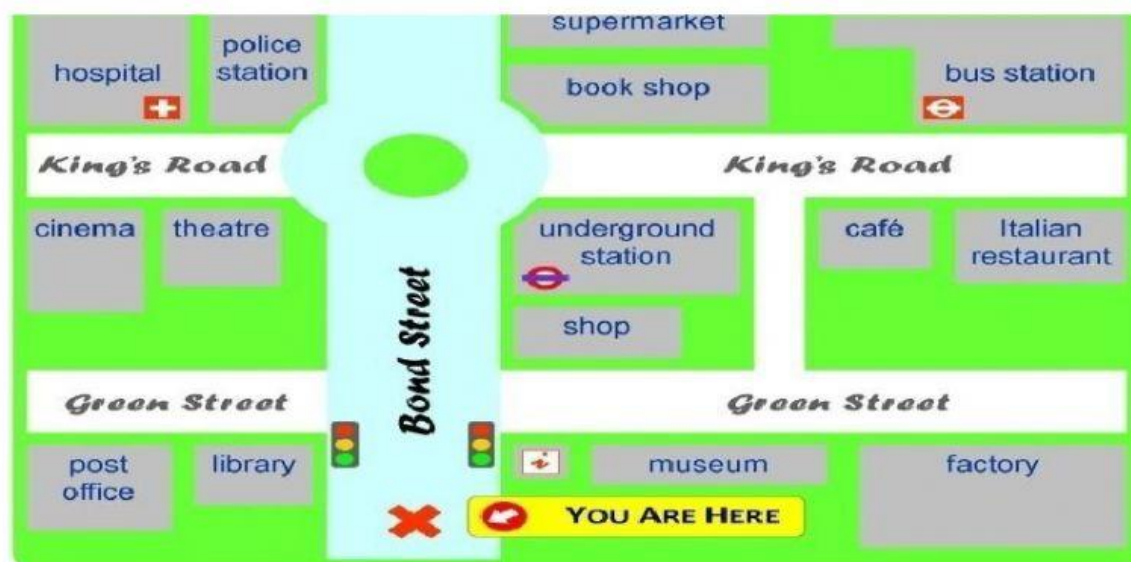 supermarket
police
station
hospital
book shop
bus station
King's Road
King's Road
cinema
theatre
underground
station
café
Italian
restaurant
shop
Bond Street
Green Street
Green Street
post
office
library
i
museum
factory
YOU ARE HERE